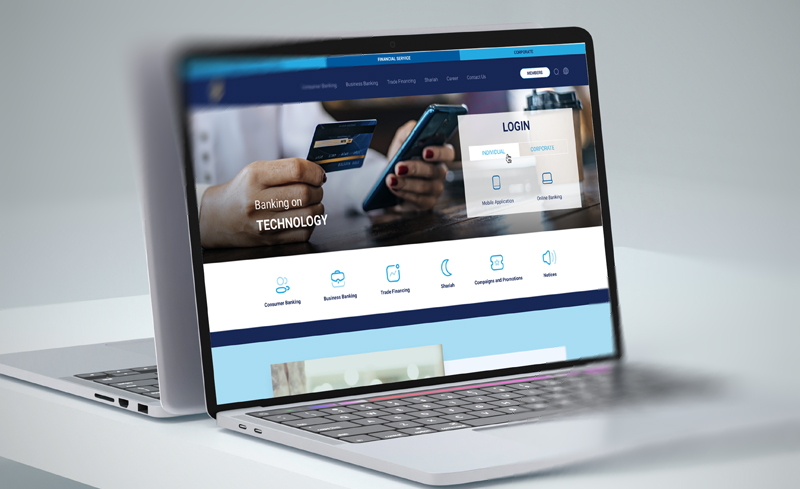 FINANCIAL SERVICE
CORPORATE
Consumer Banking
Business Banking
Trade Financing
Shariah
Career
Contact Us
MEMBERS
LOGIN
INDIVIDUAL
CORPORATE
Mobile Application
Online Banking
Banking on
TECHNOLOGY
Consumer Banking
Business Banking
Trade Financing
Shariah
Campaigns and Promotions
Notices